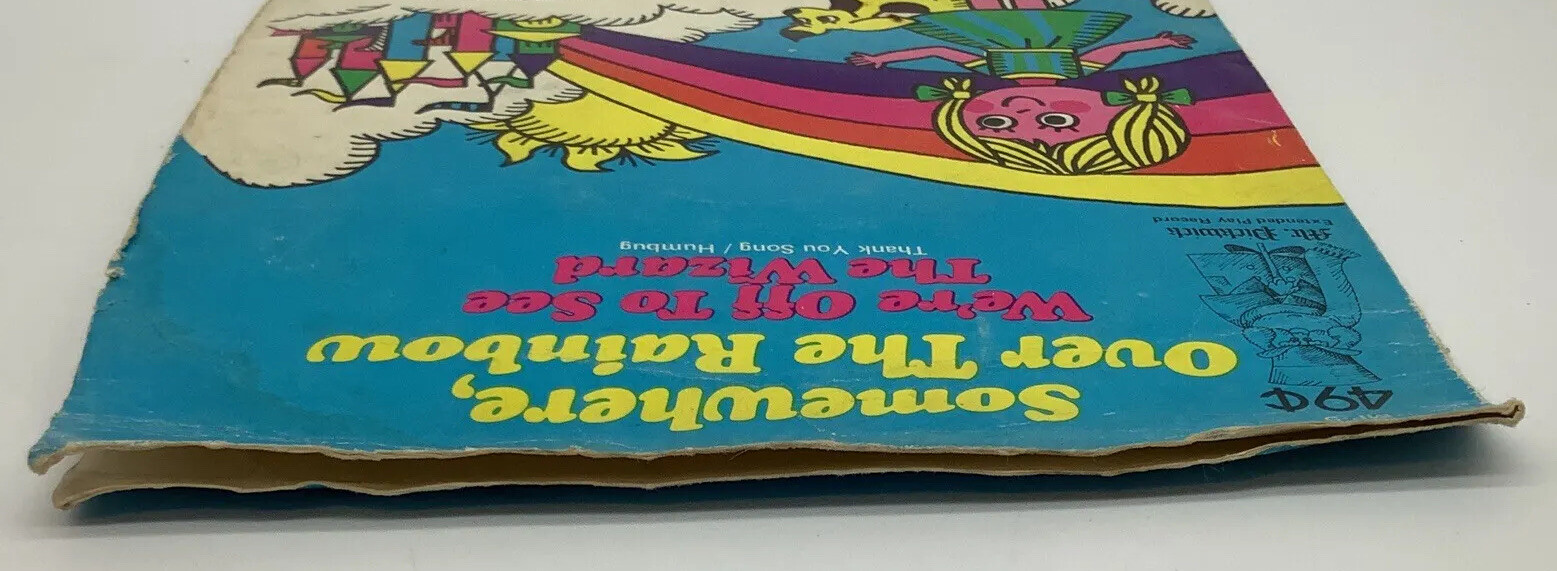 49¢
Somewhere,
Over The Rainbow
We're Off To See
The Wizard
Thank You Song / Humbug
Mr. Pickwick
Extended Play Record